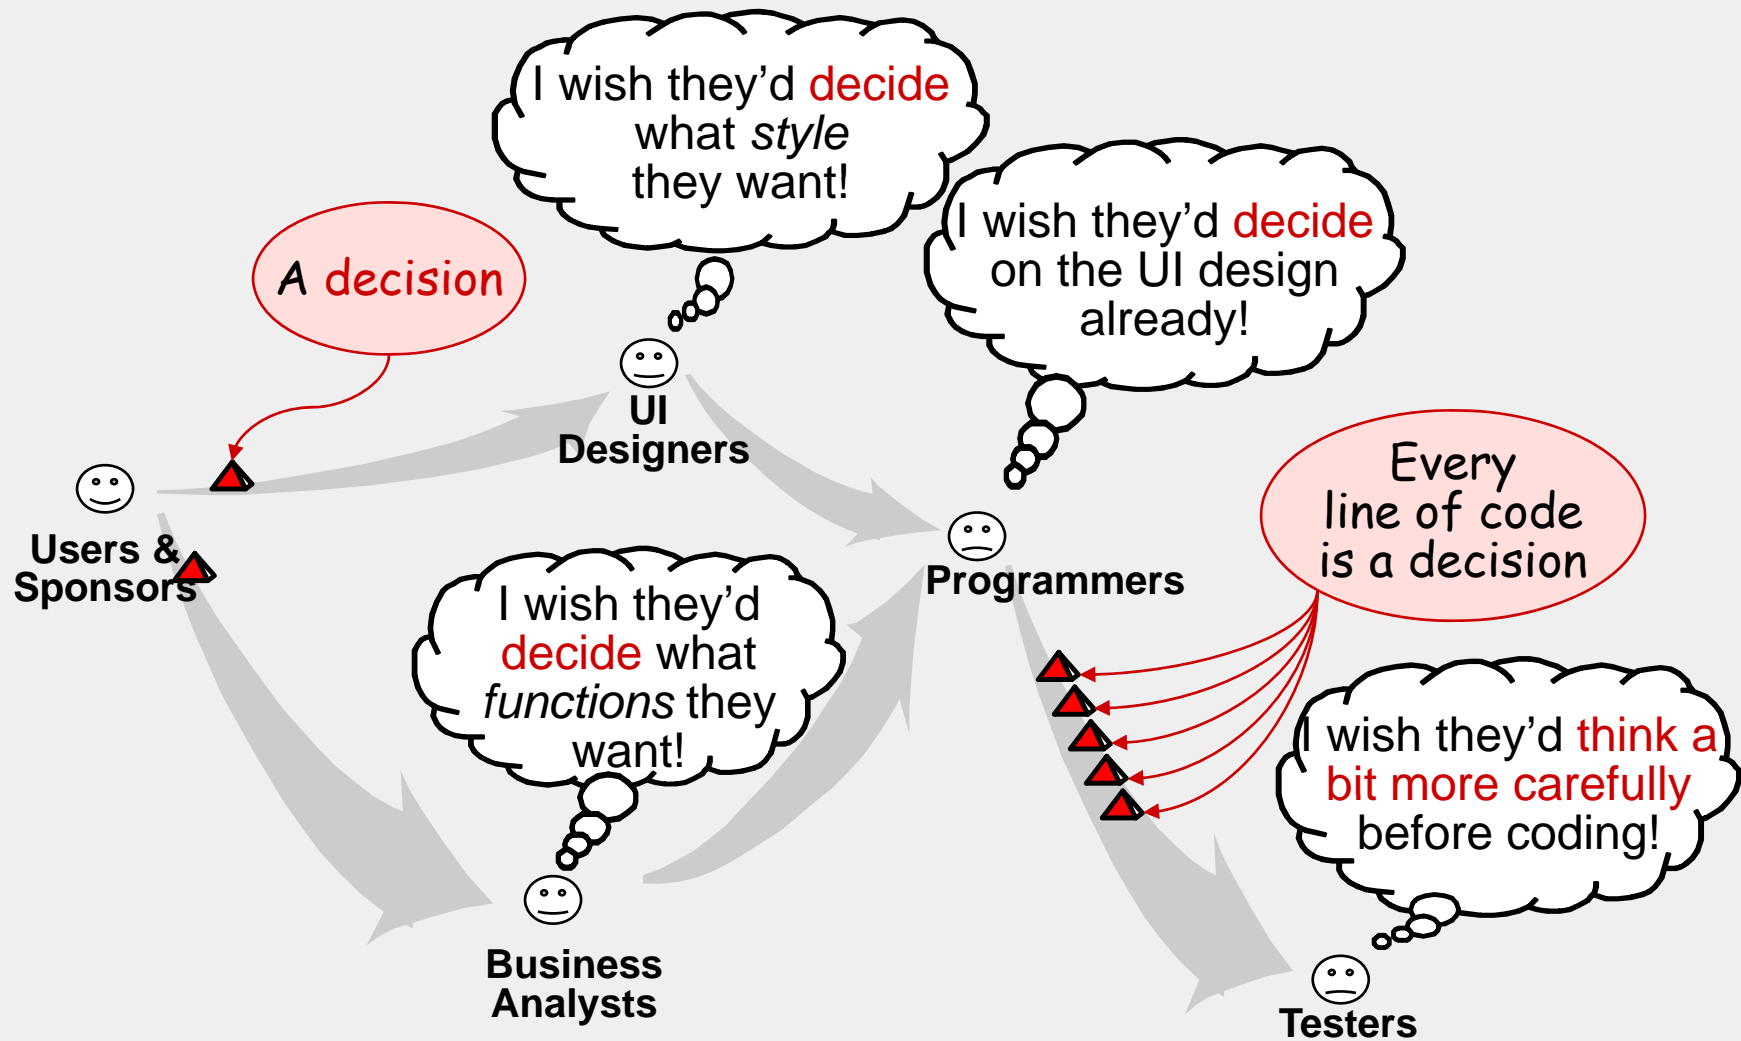 I wish they’d decide
what style
they want!
I wish they’d decide
on the UI design
already!
A decision
UI
Designers
Every
line of code
is a decision
Users &
Sponsors
Programmers
I wish they’d
decide what
functions they
want!
I wish they’d think a
bit more carefully
before coding!
Business
Analysts
Testers